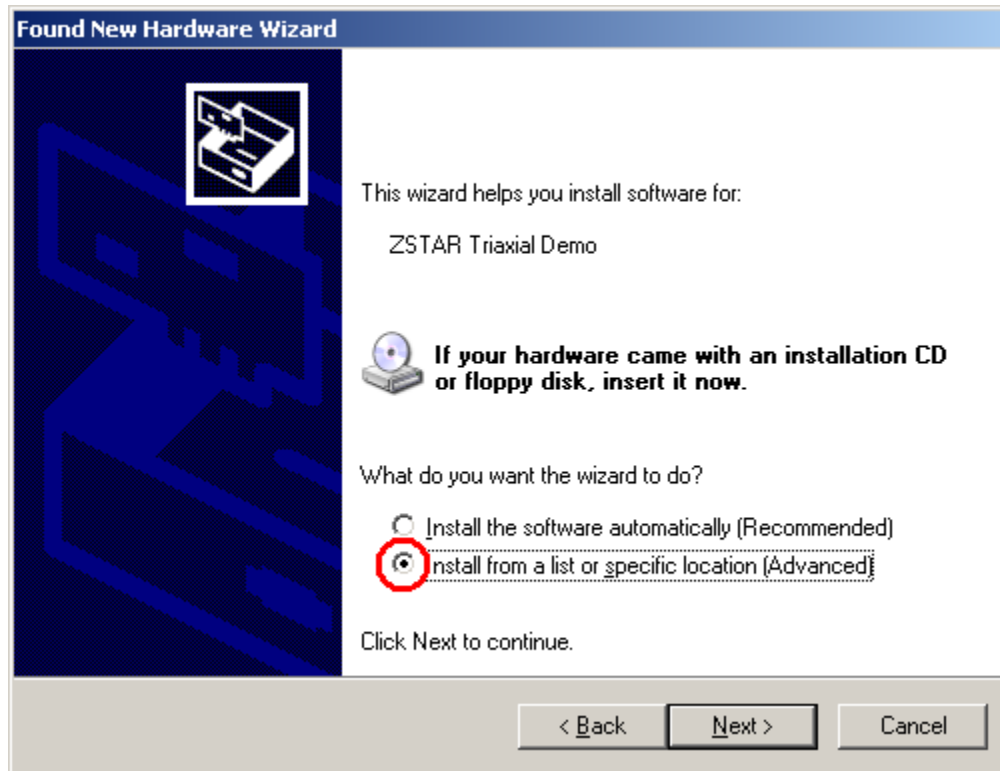 Found New Hardware Wizard
This wizard helps you install software for:
ZSTAR Triaxial Demo
If your hardware came with an installation CD
or floppy disk, insert it now.
What do you want the wizard to do?
Install the software automatically (Recommended)
Install from a list or specific location (Advanced)
Click Next to continue.
< Back
Next >
Cancel